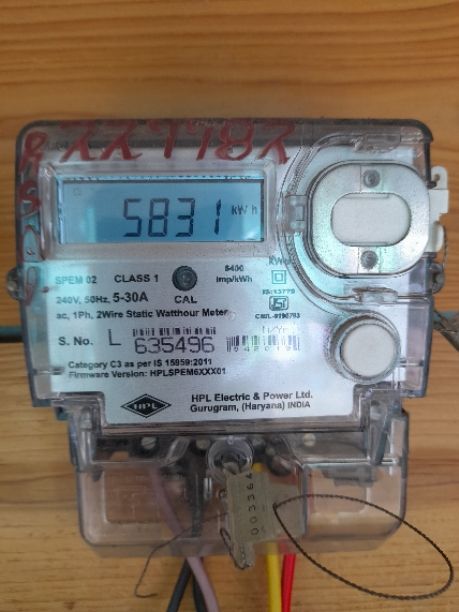 5831 kWh
SPEM 02 CLASS 1 6400
imp/kWh
240V, 50Hz, 5-30A CAL
ac, 1Ph, 2Wire Static Watthour Meter
IS:13779
S. No. L 635496
Category C3 as per IS 15959:2011
Firmware Version: HPLSPEM6XXX01
HPL HPL Electric & Power Ltd.
Gurugram, (Haryana) INDIA